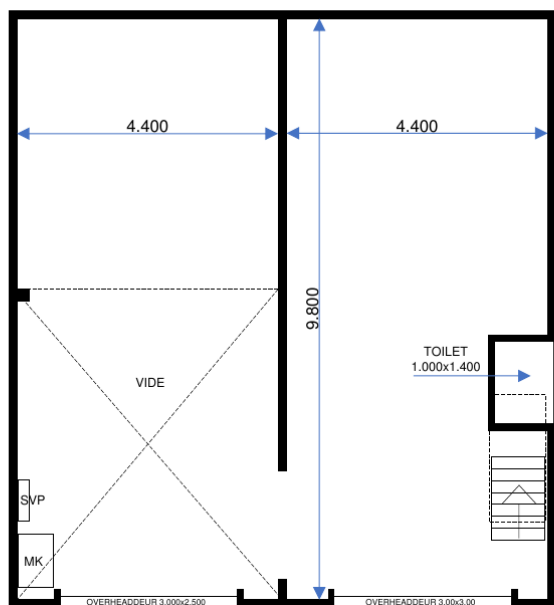 4.400
4.400
9.800
TOILET
1.000x1.400
VIDE
SVP
MK
OVERHEADDEUR 3.000x2.500
OVERHEADDEUR 3.00x3.00